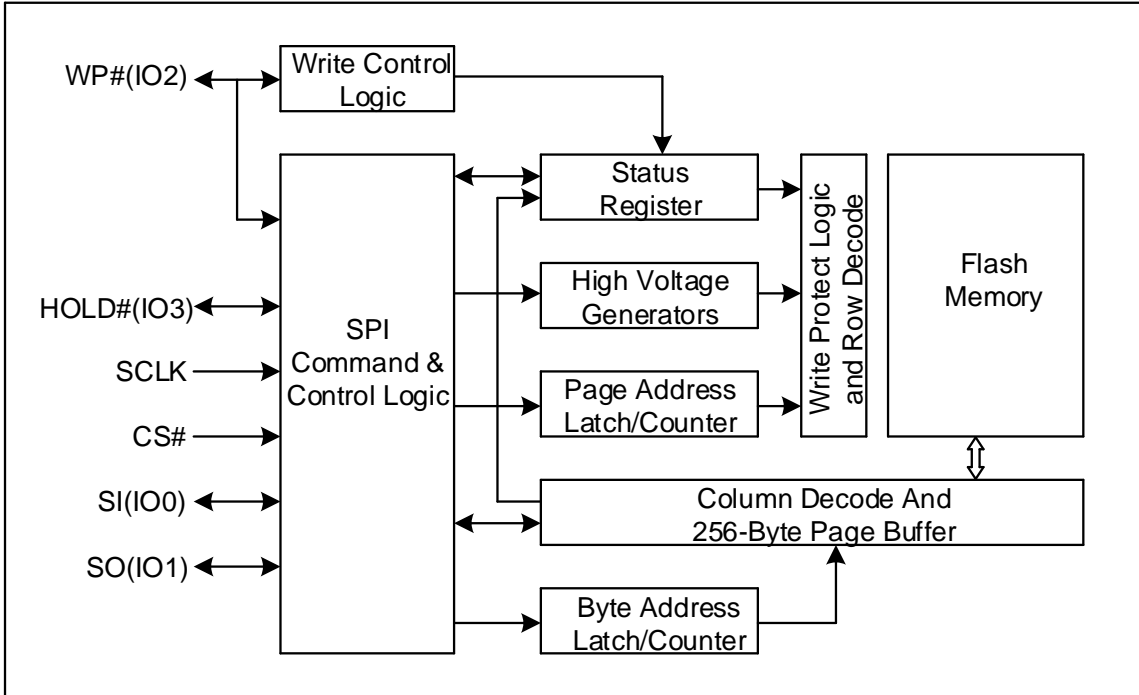 WP#(IO2)
Write Control
Logic
Status
Register
High Voltage
Generators
Page Address
Latch/Counter
Write Protect Logic
and Row Decode
Flash
Memory
HOLD#(IO3)
SCLK
CS#
SI(IO0)
SO(IO1)
SPI
Command &
Control Logic
Column Decode And
256-Byte Page Buffer
Byte Address
Latch/Counter